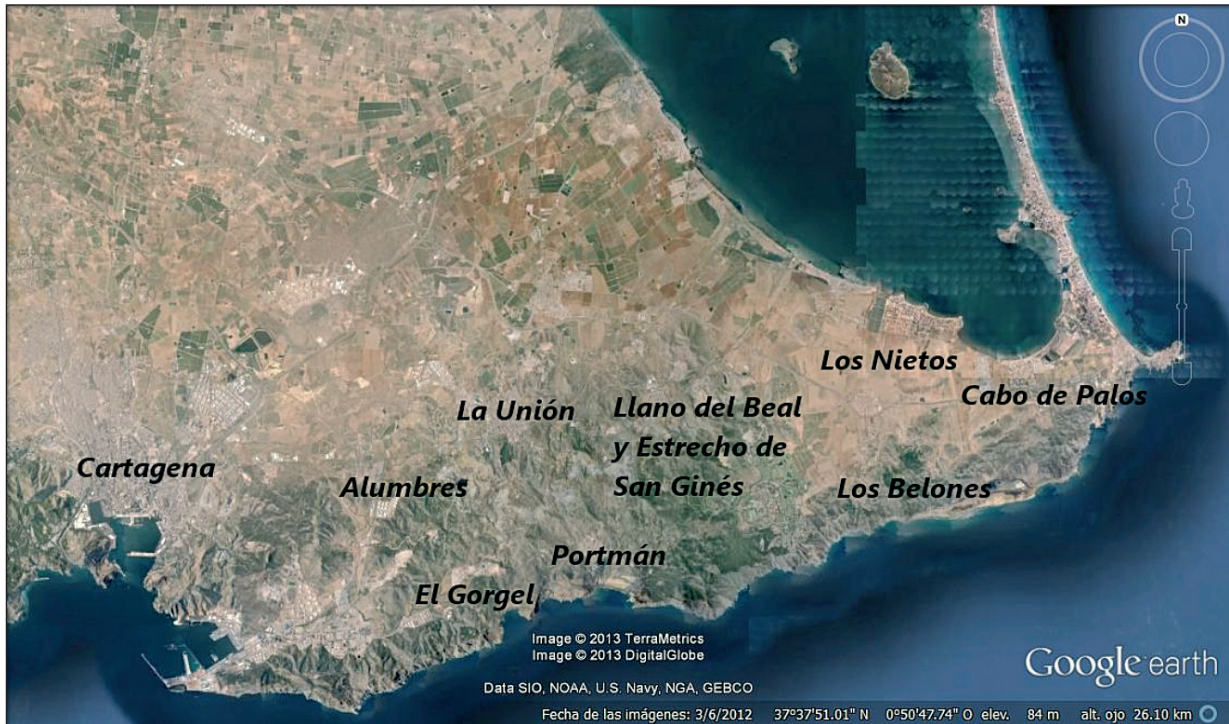 N
Los Nietos
Cabo de Palos
La Unión
Llano del Beal
y Estrecho de
San Ginés
Cartagena
Alumbres
Los Belones
Portmán
El Gorgel
Image © 2013 TerraMetrics
Image © 2013 DigitalGlobe
Data SIO, NOAA, U.S. Navy, NGA, GEBCO
Google earth
Fecha de las imágenes: 3/6/2012 37°37'51.01" N 0°50'47.74" O elev. 84 m alt. ojo 26.10 km